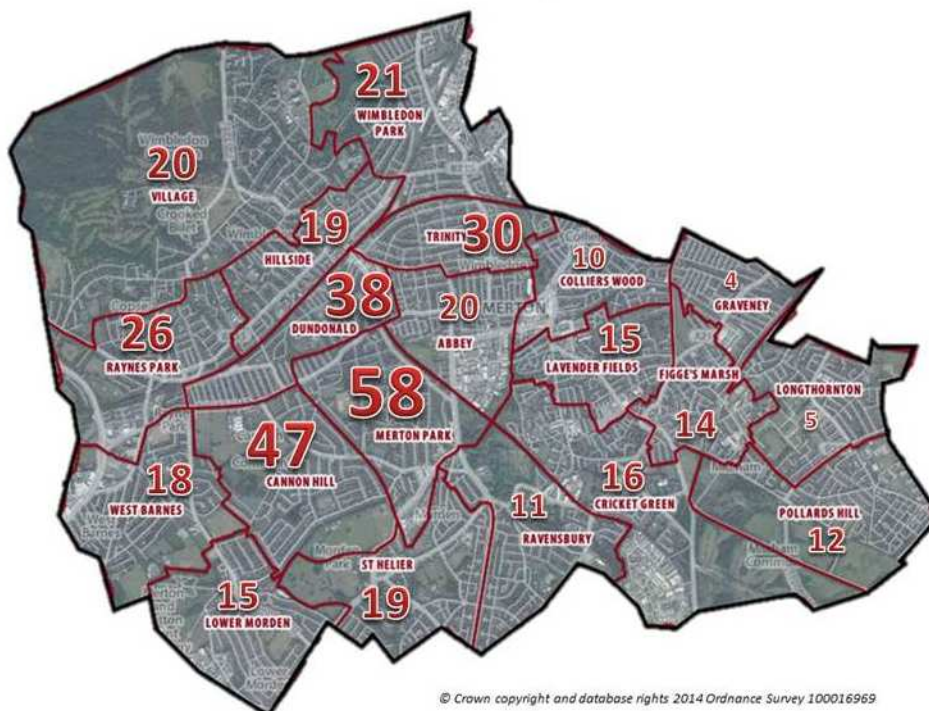 21
WIMBLEDON
PARK
20
VILLAGE
Crooked
Billet
19
HILLSIDE
30
TRINITY
10
COLLIERS WOOD
4
GRAVENEY
38
DUNDONALD
20
MERTON
ABBEY
26
RAYNES PARK
15
LAVENDER FIELDS
FIGGE'S MARSH
LONGTHORNTON
5
14
58
MERTON PARK
47
CANNON HILL
18
WEST BARNES
16
CRICKET GREEN
11
RAVENSBURY
POLLARDS HILL
12
ST HELIER
19
15
LOWER MORDEN
© Crown copyright and database rights 2014 Ordnance Survey 100016969